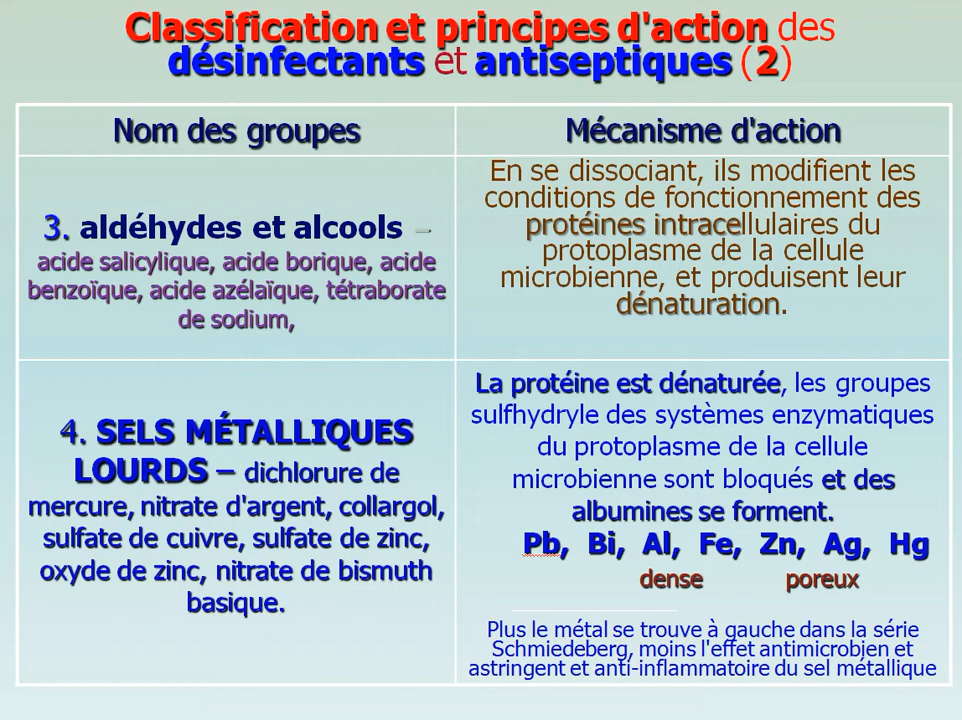 Classification et principes d'action des
désinfectants et antiseptiques (2)
Nom des groupes
Mécanisme d'action
3. aldéhydes et alcools –
acide salicylique, acide borique, acide
benzoïque, acide azélaïque, tétraborate
de sodium,
En se dissociant, ils modifient les
conditions de fonctionnement des
protéines intracellulaires du
protoplasme de la cellule
microbienne, et produisent leur
dénaturation.
4. SELS MÉTALLIQUES
LOURDS – dichlorure de
mercure, nitrate d'argent, collargol,
sulfate de cuivre, sulfate de zinc,
oxyde de zinc, nitrate de bismuth
basique.
La protéine est dénaturée, les groupes
sulfhydryle des systèmes enzymatiques
du protoplasme de la cellule
microbienne sont bloqués et des
albumines se forment.
Pb, Bi, Al, Fe, Zn, Ag, Hg
dense poreux
Plus le métal se trouve à gauche dans la série
Schmiedeberg, moins l'effet antimicrobien et
astringent et anti-inflammatoire du sel métallique